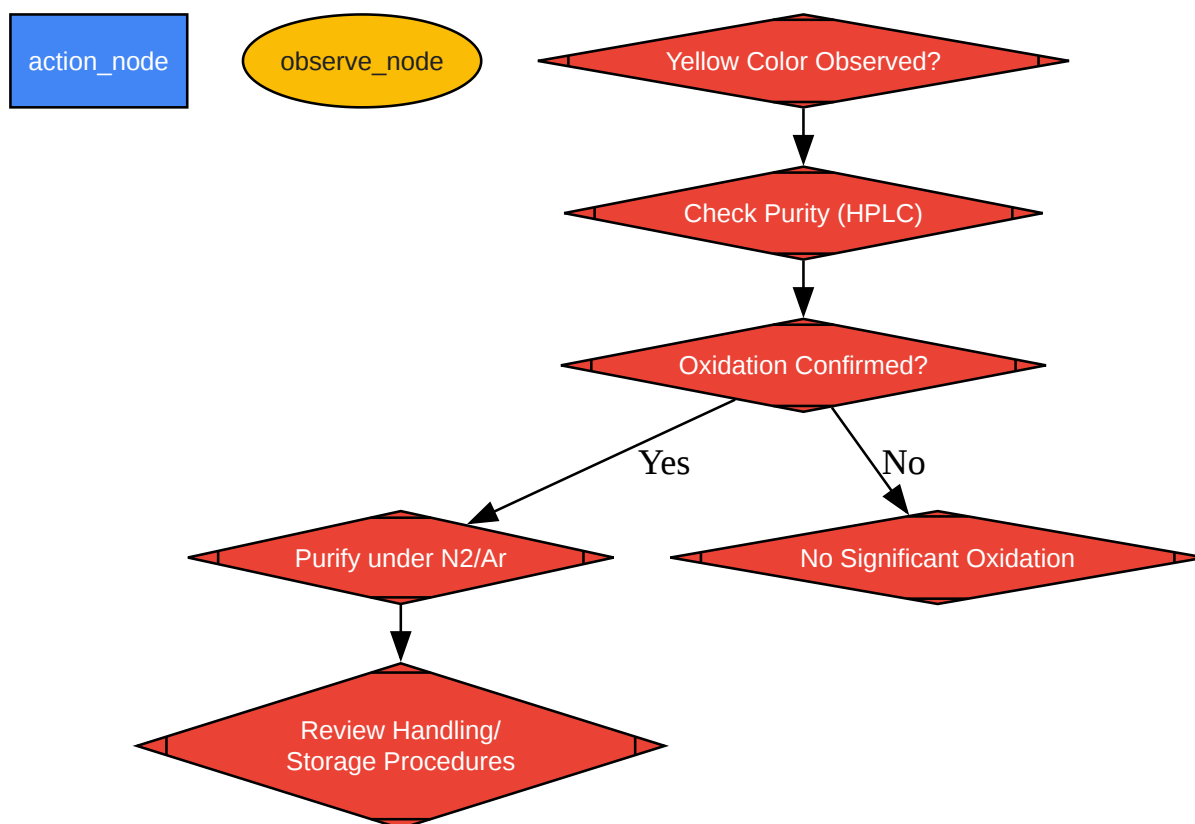 action_node
observe_node
Yellow Color Observed?
Check Purity (HPLC)
Oxidation Confirmed?
Yes
No
Purify under N2/Ar
No Significant Oxidation
Review Handling/
Storage Procedures